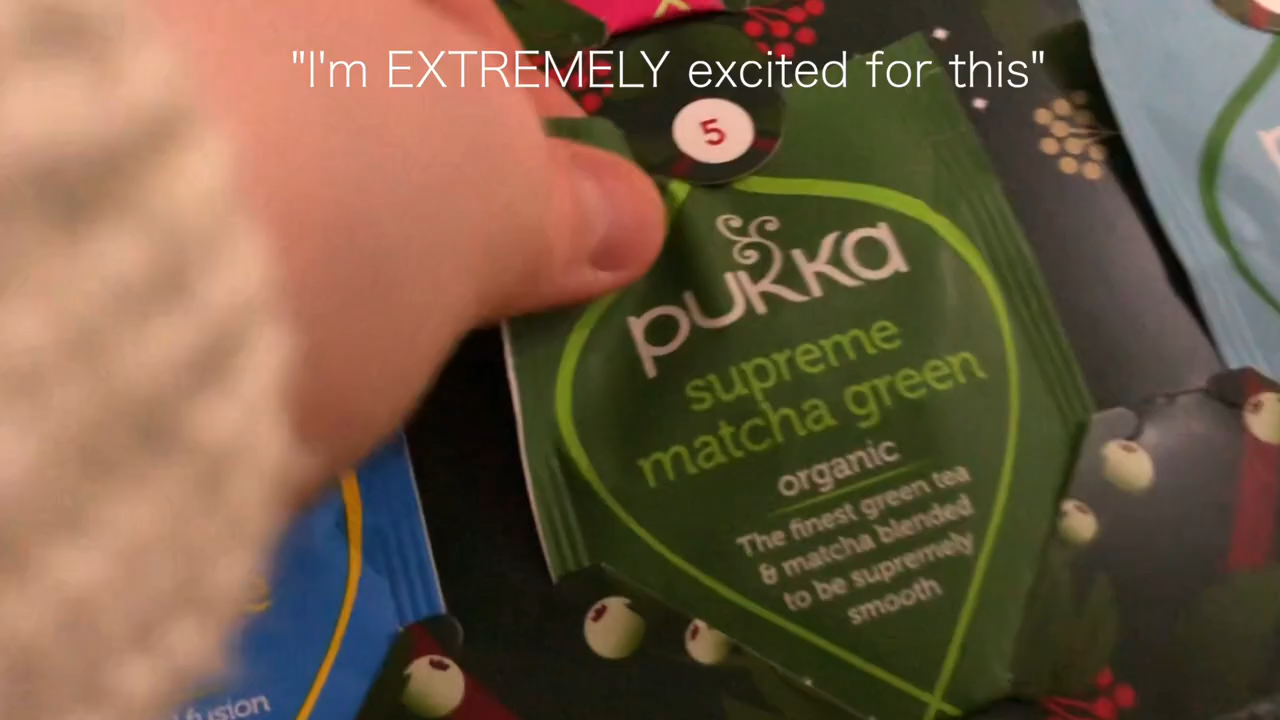 "I'm EXTREMELY excited for this"
5
pukka
supreme
matcha green
organic
The finest green tea
& matcha blended
to be supremely
smooth
fusion